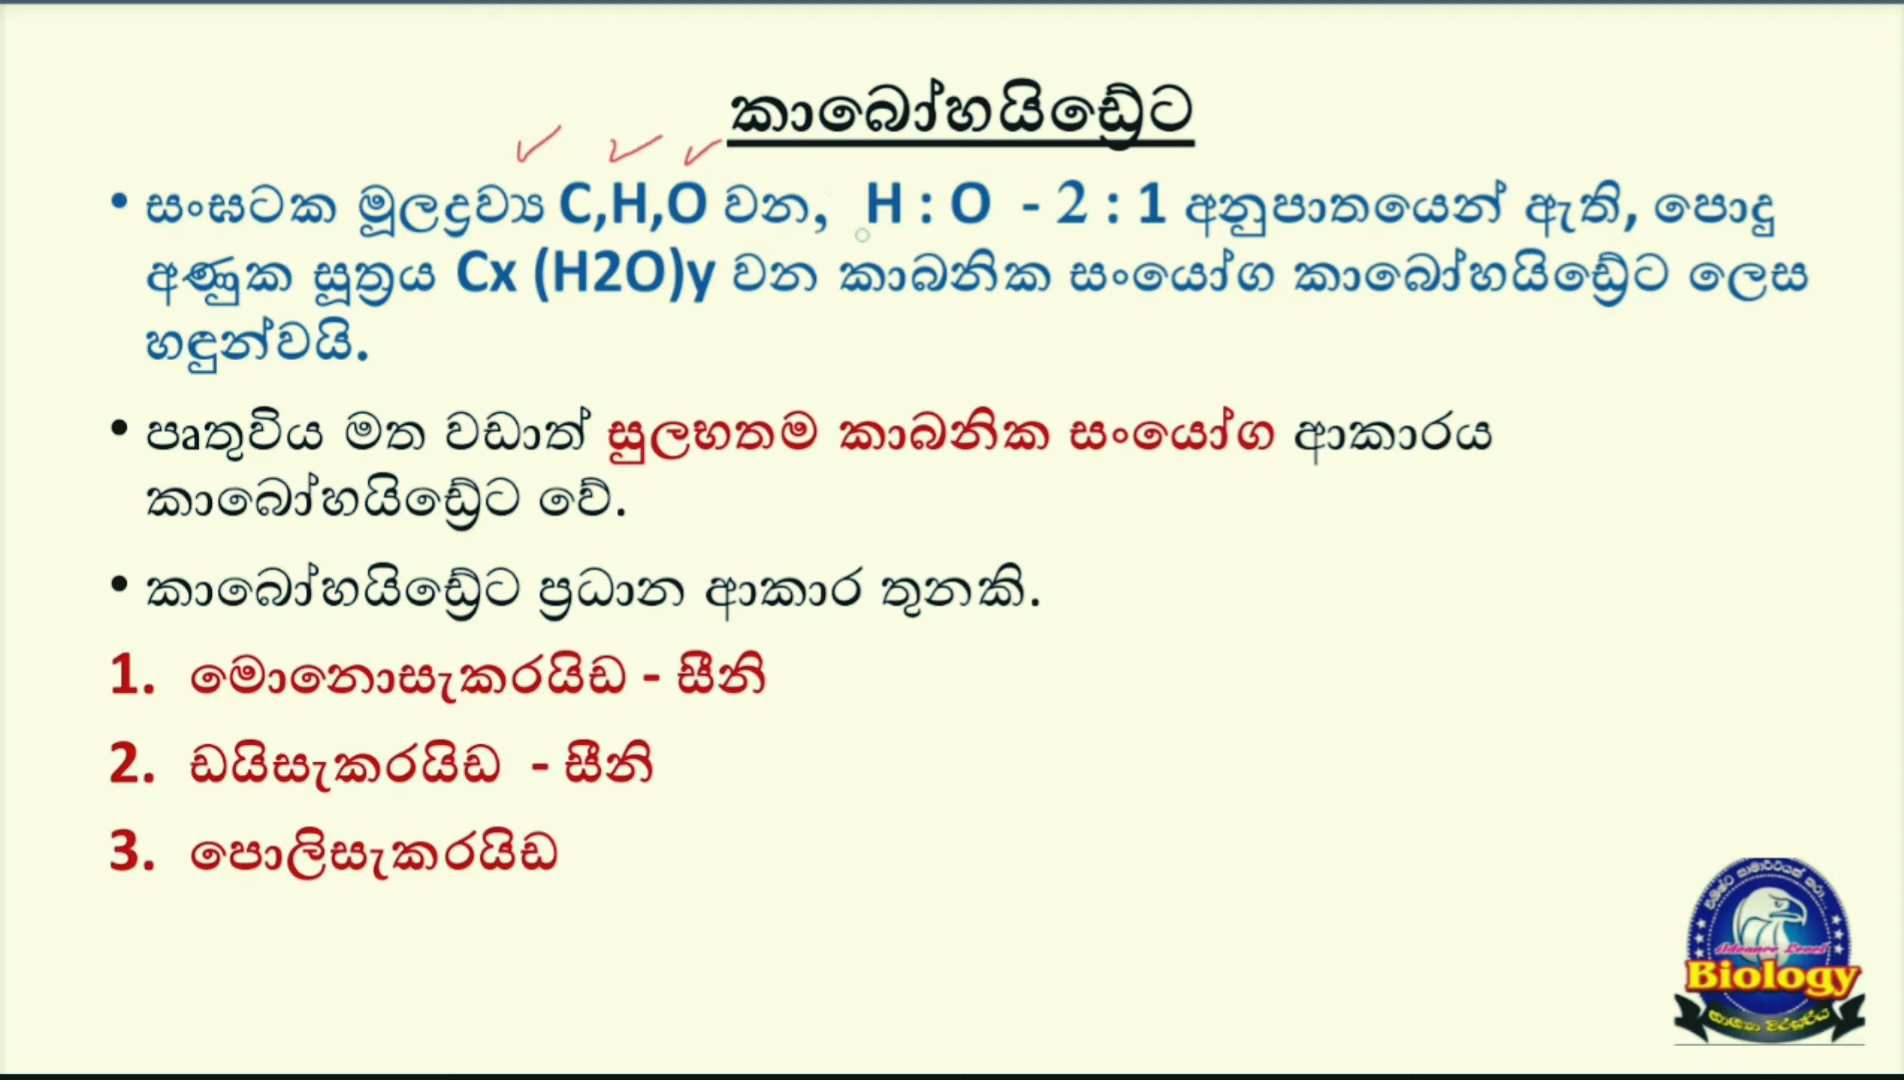 කාබෝහයිඩ්‍රේට
• සංඝටක මූලද්‍රව්‍ය C,H,O වන, H : O - 2 : 1 අනුපාතයෙන් ඇති, පොදු
අණුක සූත්‍රය Cx (H2O)y වන කාබනික සංයෝග කාබෝහයිඩ්‍රේට ලෙස
හඳුන්වයි.
• පෘතුවිය මත වඩාත් සුලභතම කාබනික සංයෝග ආකාරය
කාබෝහයිඩ්‍රේට වේ.
• කාබෝහයිඩ්‍රේට ප්‍රධාන ආකාර තුනකි.
1. මොනොසැකරයිඩ - සීනි
2. ඩයිසැකරයිඩ - සීනි
3. පොලිසැකරයිඩ
Advance Level
Biology